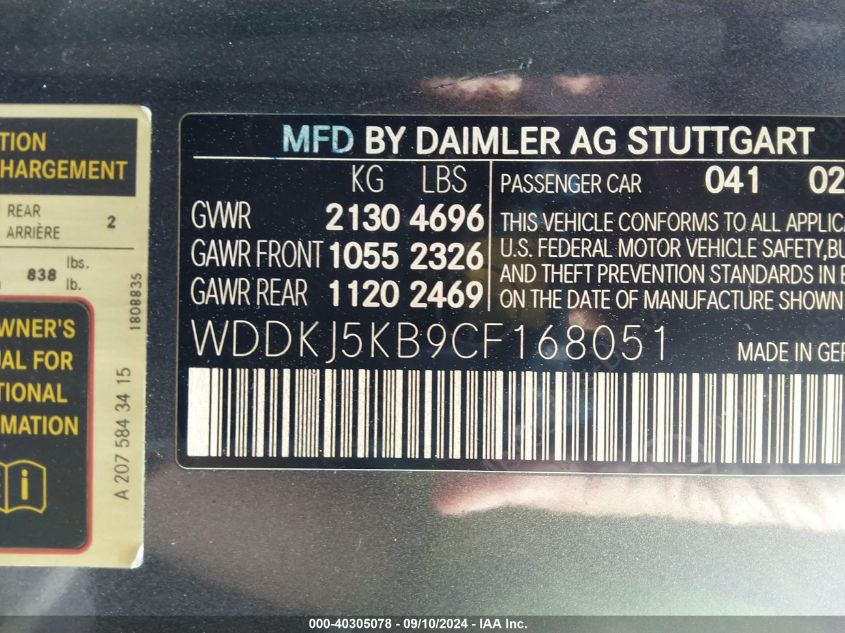 TION
HARGEMENT
REAR
ARRIÈRE 2
838 lbs.
lb.
1808835
WNER'S
UAL FOR
TIONAL
RMATION
A 207 584 34 15
MFD BY DAIMLER AG STUTTGART
KG LBS
GVWR 2130 4696
GAWR FRONT 1055 2326
GAWR REAR 1120 2469
PASSENGER CAR 041 02
THIS VEHICLE CONFORMS TO ALL APPLICA
U.S. FEDERAL MOTOR VEHICLE SAFETY,BU
AND THEFT PREVENTION STANDARDS IN E
ON THE DATE OF MANUFACTURE SHOWN
WDDKJ5KB9CF168051
MADE IN GER
000-40305078 - 09/10/2024 - IAA Inc.